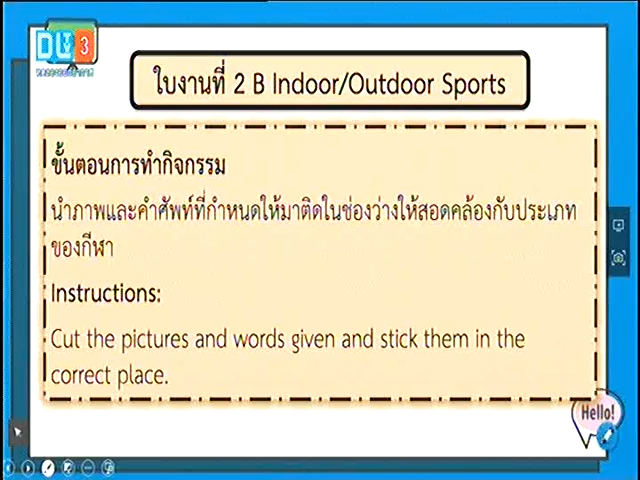 DLTV 3
ใบงานที่ 2 B Indoor/Outdoor Sports
ขั้นตอนการทำกิจกรรม
นำภาพและคำศัพท์ที่กำหนดให้มาติดในช่องว่างให้สอดคล้องกับประเภท
ของกีฬา
Instructions:
Cut the pictures and words given and stick them in the
correct place.
Hello!